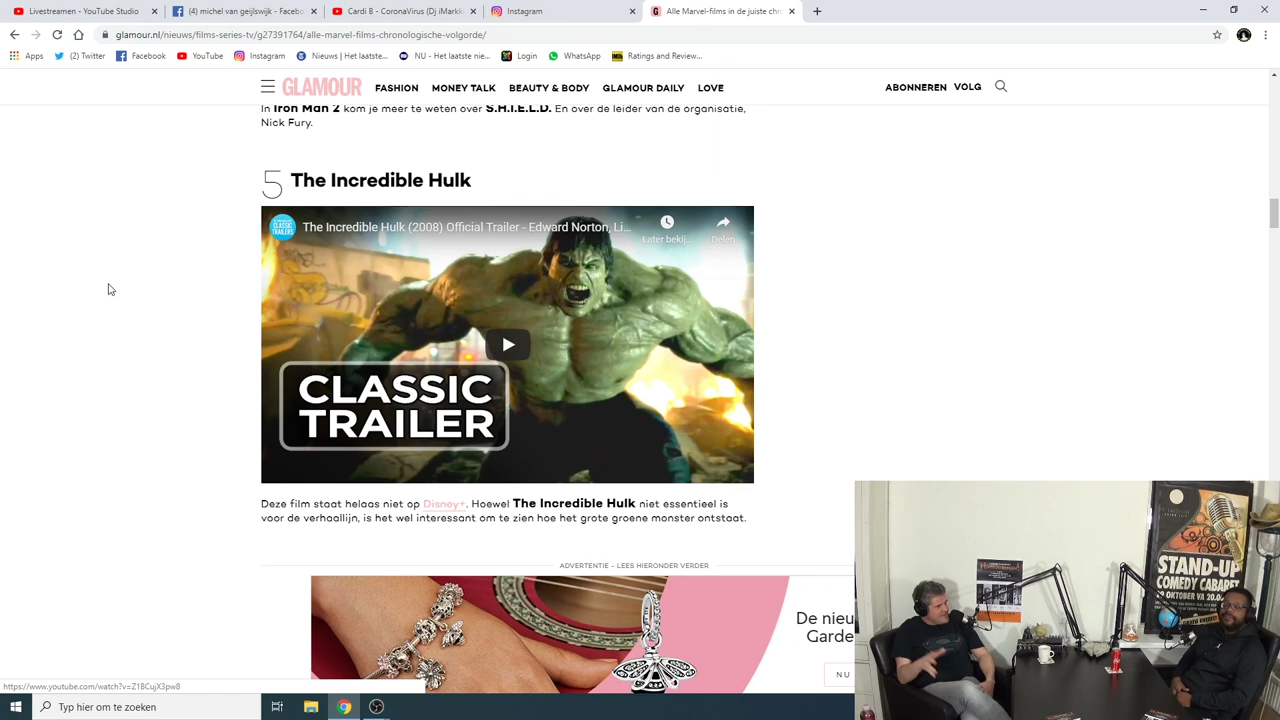 Livestreamen - YouTube Studio
(4) michel van geijswijk - Facebo
Cardi B - CoronaVirus (Dj iMarkke
Instagram
Alle Marvel-films in de juiste chr
glamour.nl/nieuws/films-series-tv/g27391764/alle-marvel-films-chronologische-volgorde/
Apps
(2) Twitter
Facebook
YouTube
Instagram
Nieuws | Het laatste...
NU - Het laatste nie...
Login
WhatsApp
Ratings and Review...
GLAMOUR
FASHION
MONEY TALK
BEAUTY & BODY
GLAMOUR DAILY
LOVE
ABONNEREN
VOLG
In Iron Man 2 kom je meer te weten over S.H.I.E.L.D. En over de leider van de organisatie,
Nick Fury.
5 The Incredible Hulk
The Incredible Hulk (2008) Official Trailer - Edward Norton, Li...
Later bekij...
Delen
CLASSIC
TRAILER
Deze film staat helaas niet op Disney+. Hoewel The Incredible Hulk niet essentieel is
voor de verhaallijn, is het wel interessant om te zien hoe het grote groene monster ontstaat.
ADVERTENTIE - LEES HIERONDER VERDER
De nieu
Garde
NU
STAND-UP
COMEDY CABARET
OKTOBER VA 20.
https://www.youtube.com/watch?v=Z18CujX3pw8
Typ hier om te zoeken